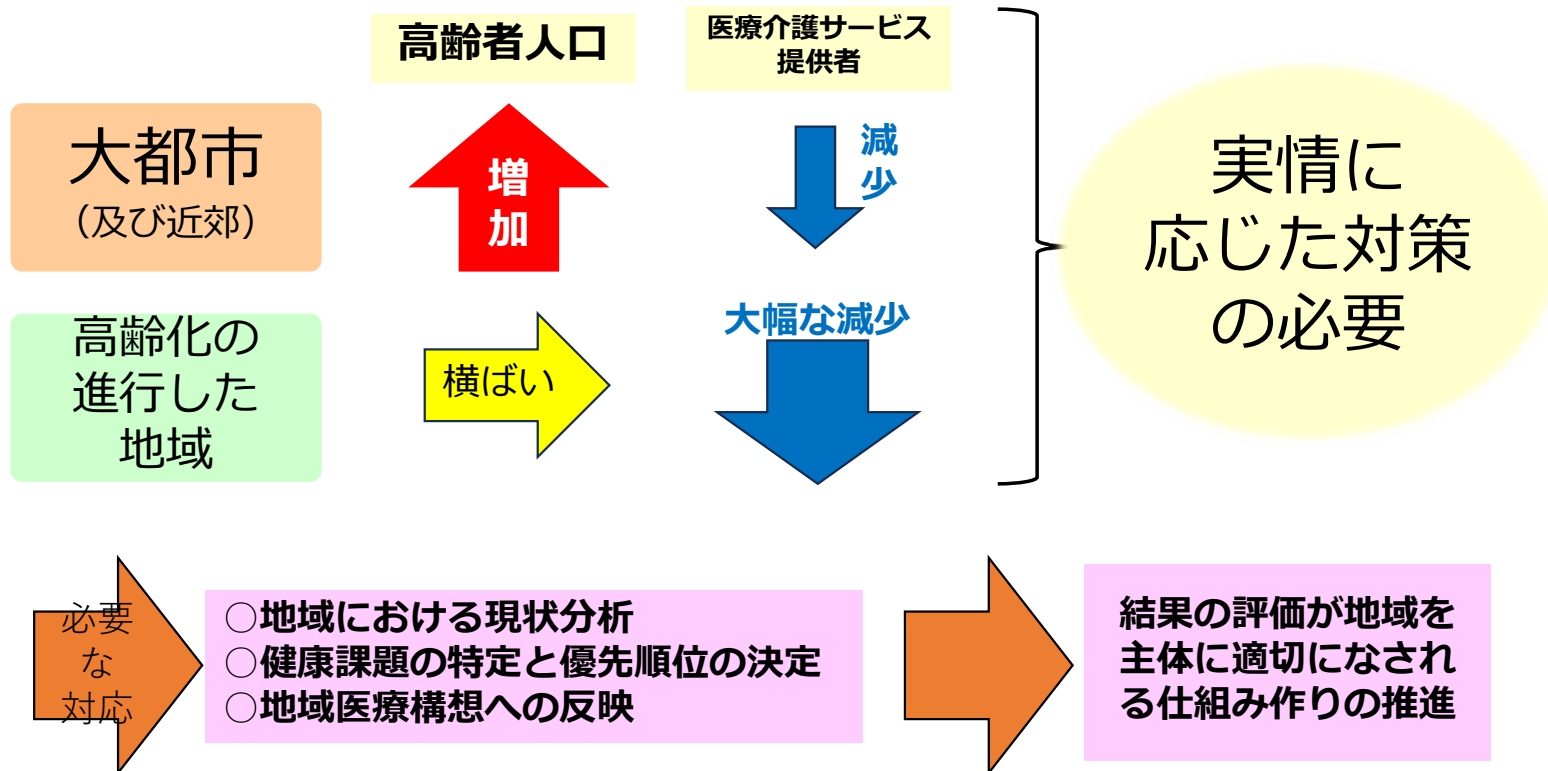 高齢者人口
医療介護サービス
提供者
大都市
（及び近郊）
増
加
減
少
高齢化の
進行した
地域
横ばい
大幅な減少
実情に
応じた対策
の必要
必要
な
対応
○地域における現状分析
○健康課題の特定と優先順位の決定
○地域医療構想への反映
結果の評価が地域を
主体に適切になされ
る仕組み作りの推進